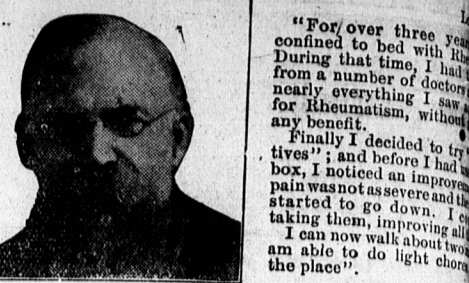 "For over three
confined to bed with
During that time, I had
from a number of doctors
nearly everything I saw
for Rheumatism, without
any benefit.
Finally I decided to try
tives"; and before I had
box, I noticed an
pain was not as severe and
started to go down. I
taking them, improving all
I can now walk about two
am able to do light
the place".